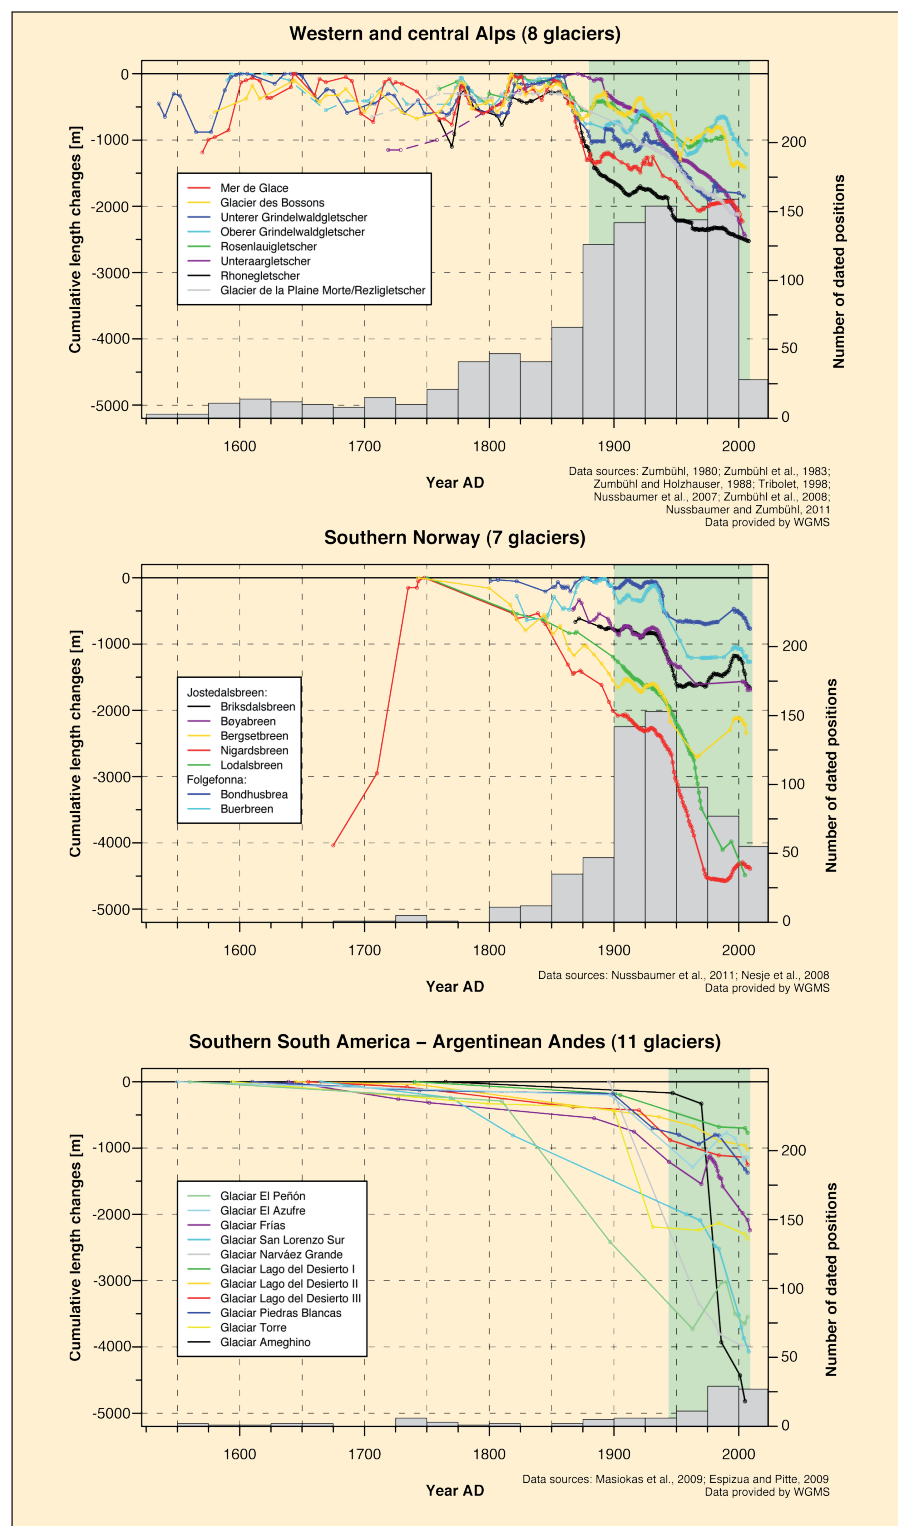 Western and central Alps (8 glaciers)
Cumulative length changes [m]
0
-1000
-2000
-3000
-4000
-5000
Mer de Glace
Glacier des Bossons
Unterer Grindelwaldgletscher
Oberer Grindelwaldgletscher
Rosenlauigletscher
Unteraargletscher
Rhonegletscher
Glacier de la Plaine Morte/Rezligletscher
200
150
100
50
0
Number of dated positions
1600 1700 1800 1900 2000
Year AD
Data sources: Zumbühl, 1980; Zumbühl et al., 1983;
Zumbühl and Holzhauser, 1988; Tribolet, 1998;
Nussbaumer et al., 2007; Zumbühl et al., 2008;
Nussbaumer and Zumbühl, 2011
Data provided by WGMS
Southern Norway (7 glaciers)
Cumulative length changes [m]
0
-1000
-2000
-3000
-4000
-5000
Jostedalsbreen:
Briksdalsbreen
Bøyabreen
Bergsetbreen
Nigardsbreen
Lodalsbreen
Folgefonna:
Bondhusbrea
Buerbreen
200
150
100
50
0
Number of dated positions
1600 1700 1800 1900 2000
Year AD
Data sources: Nussbaumer et al., 2011; Nesje et al., 2008
Data provided by WGMS
Southern South America – Argentinean Andes (11 glaciers)
Cumulative length changes [m]
0
-1000
-2000
-3000
-4000
-5000
Glaciar El Peñón
Glaciar El Azufre
Glaciar Frías
Glaciar San Lorenzo Sur
Glaciar Narváez Grande
Glaciar Lago del Desierto I
Glaciar Lago del Desierto II
Glaciar Lago del Desierto III
Glaciar Piedras Blancas
Glaciar Torre
Glaciar Ameghino
200
150
100
50
0
Number of dated positions
1600 1700 1800 1900 2000
Year AD
Data sources: Masiokas et al., 2009; Espizua and Pitte, 2009
Data provided by WGMS